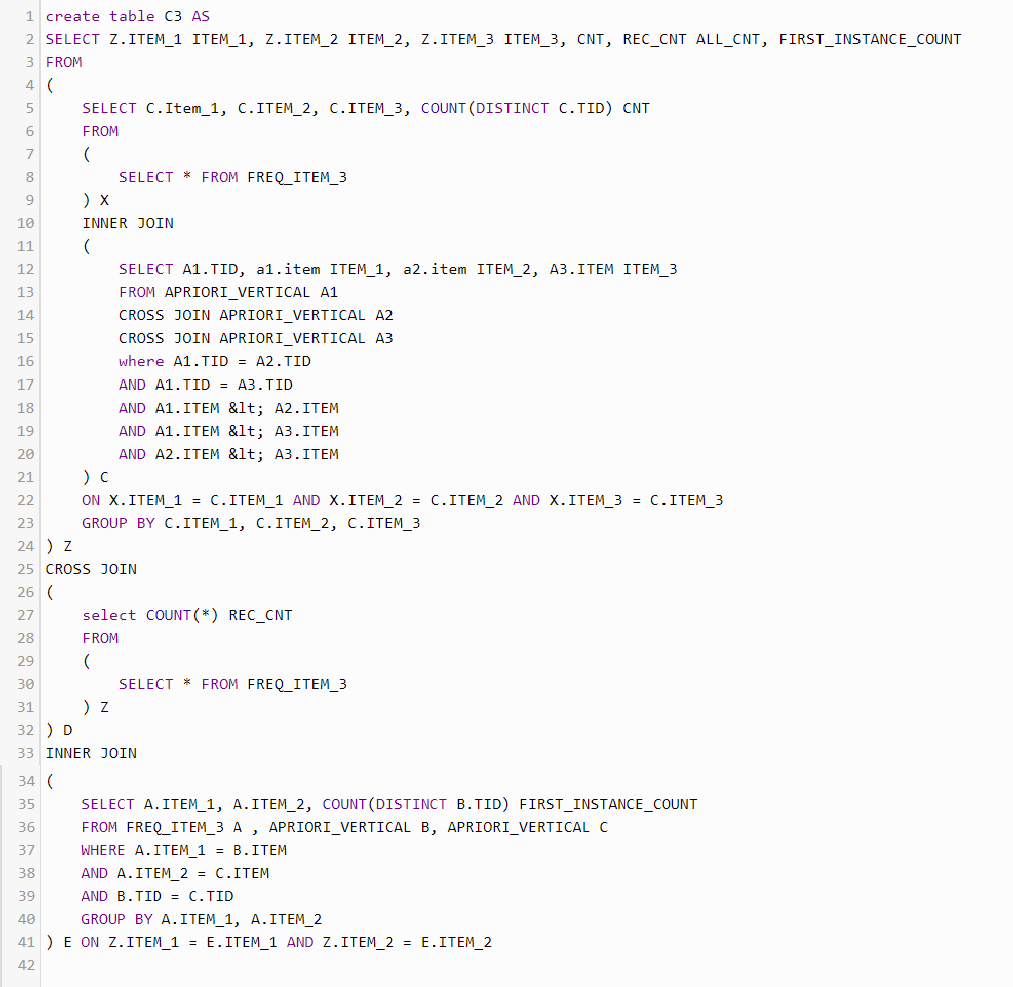 1 create table C3 AS
2 SELECT Z.ITEM_1 ITEM_1, Z.ITEM_2 ITEM_2, Z.ITEM_3 ITEM_3, CNT, REC_CNT ALL_CNT, FIRST_INSTANCE_COUNT
3 FROM
4 (
5     SELECT C.Item_1, C.ITEM_2, C.ITEM_3, COUNT(DISTINCT C.TID) CNT
6     FROM
7     (
8         SELECT * FROM FREQ_ITEM_3
9     ) X
10     INNER JOIN
11     (
12         SELECT A1.TID, a1.item ITEM_1, a2.item ITEM_2, A3.ITEM ITEM_3
13         FROM APRIORI_VERTICAL A1
14         CROSS JOIN APRIORI_VERTICAL A2
15         CROSS JOIN APRIORI_VERTICAL A3
16         where A1.TID = A2.TID
17         AND A1.TID = A3.TID
18         AND A1.ITEM &lt; A2.ITEM
19         AND A1.ITEM &lt; A3.ITEM
20         AND A2.ITEM &lt; A3.ITEM
21     ) C
22     ON X.ITEM_1 = C.ITEM_1 AND X.ITEM_2 = C.ITEM_2 AND X.ITEM_3 = C.ITEM_3
23     GROUP BY C.ITEM_1, C.ITEM_2, C.ITEM_3
24 ) Z
25 CROSS JOIN
26 (
27     select COUNT(*) REC_CNT
28     FROM
29     (
30         SELECT * FROM FREQ_ITEM_3
31     ) Z
32 ) D
33 INNER JOIN
34 (
35     SELECT A.ITEM_1, A.ITEM_2, COUNT(DISTINCT B.TID) FIRST_INSTANCE_COUNT
36     FROM FREQ_ITEM_3 A , APRIORI_VERTICAL B, APRIORI_VERTICAL C
37     WHERE A.ITEM_1 = B.ITEM
38     AND A.ITEM_2 = C.ITEM
39     AND B.TID = C.TID
40     GROUP BY A.ITEM_1, A.ITEM_2
41 ) E ON Z.ITEM_1 = E.ITEM_1 AND Z.ITEM_2 = E.ITEM_2
42